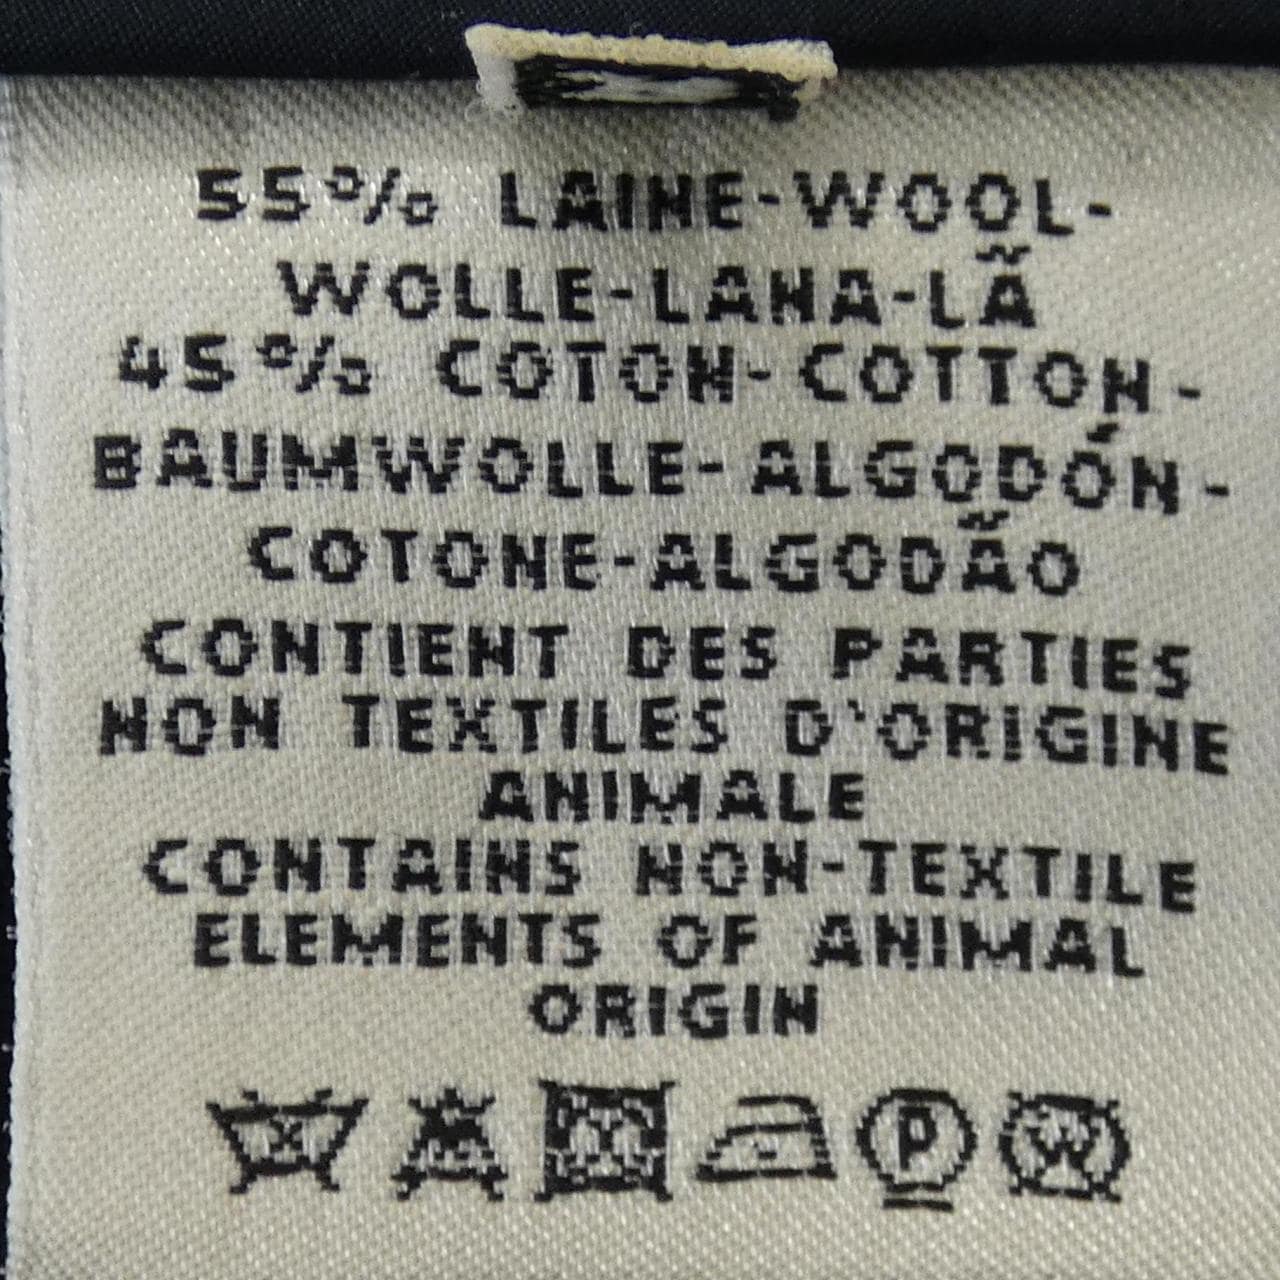 55% LAINE-WOOL-
WOLLE-LANA-LÃ
45% COTON-COTTON-
BAUMWOLLE-ALGODÓN-
COTONE-ALGODÃO
CONTIENT DES PARTIES
NON TEXTILES D'ORIGINE
ANIMALE
CONTAINS NON-TEXTILE
ELEMENTS OF ANIMAL
ORIGIN
P W